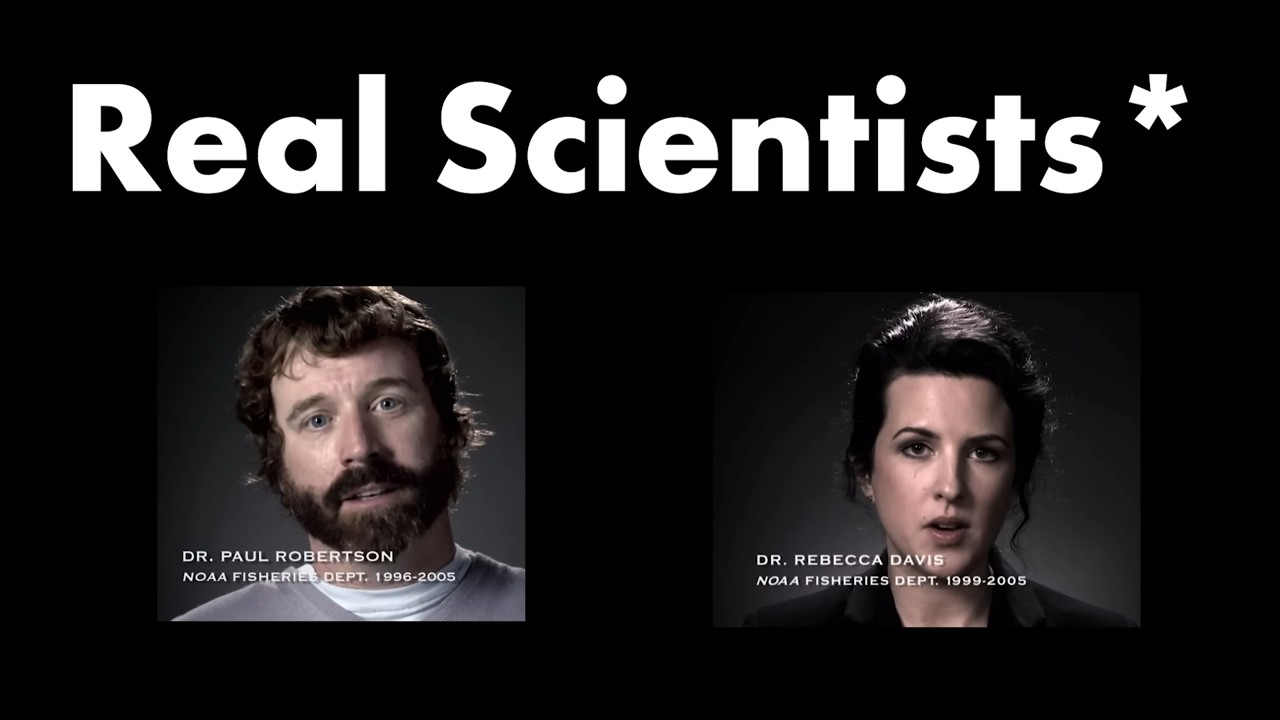 Real Scientists*
DR. PAUL ROBERTSON
NOAA FISHERIES DEPT. 1996-2005
DR. REBECCA DAVIS
NOAA FISHERIES DEPT. 1999-2005